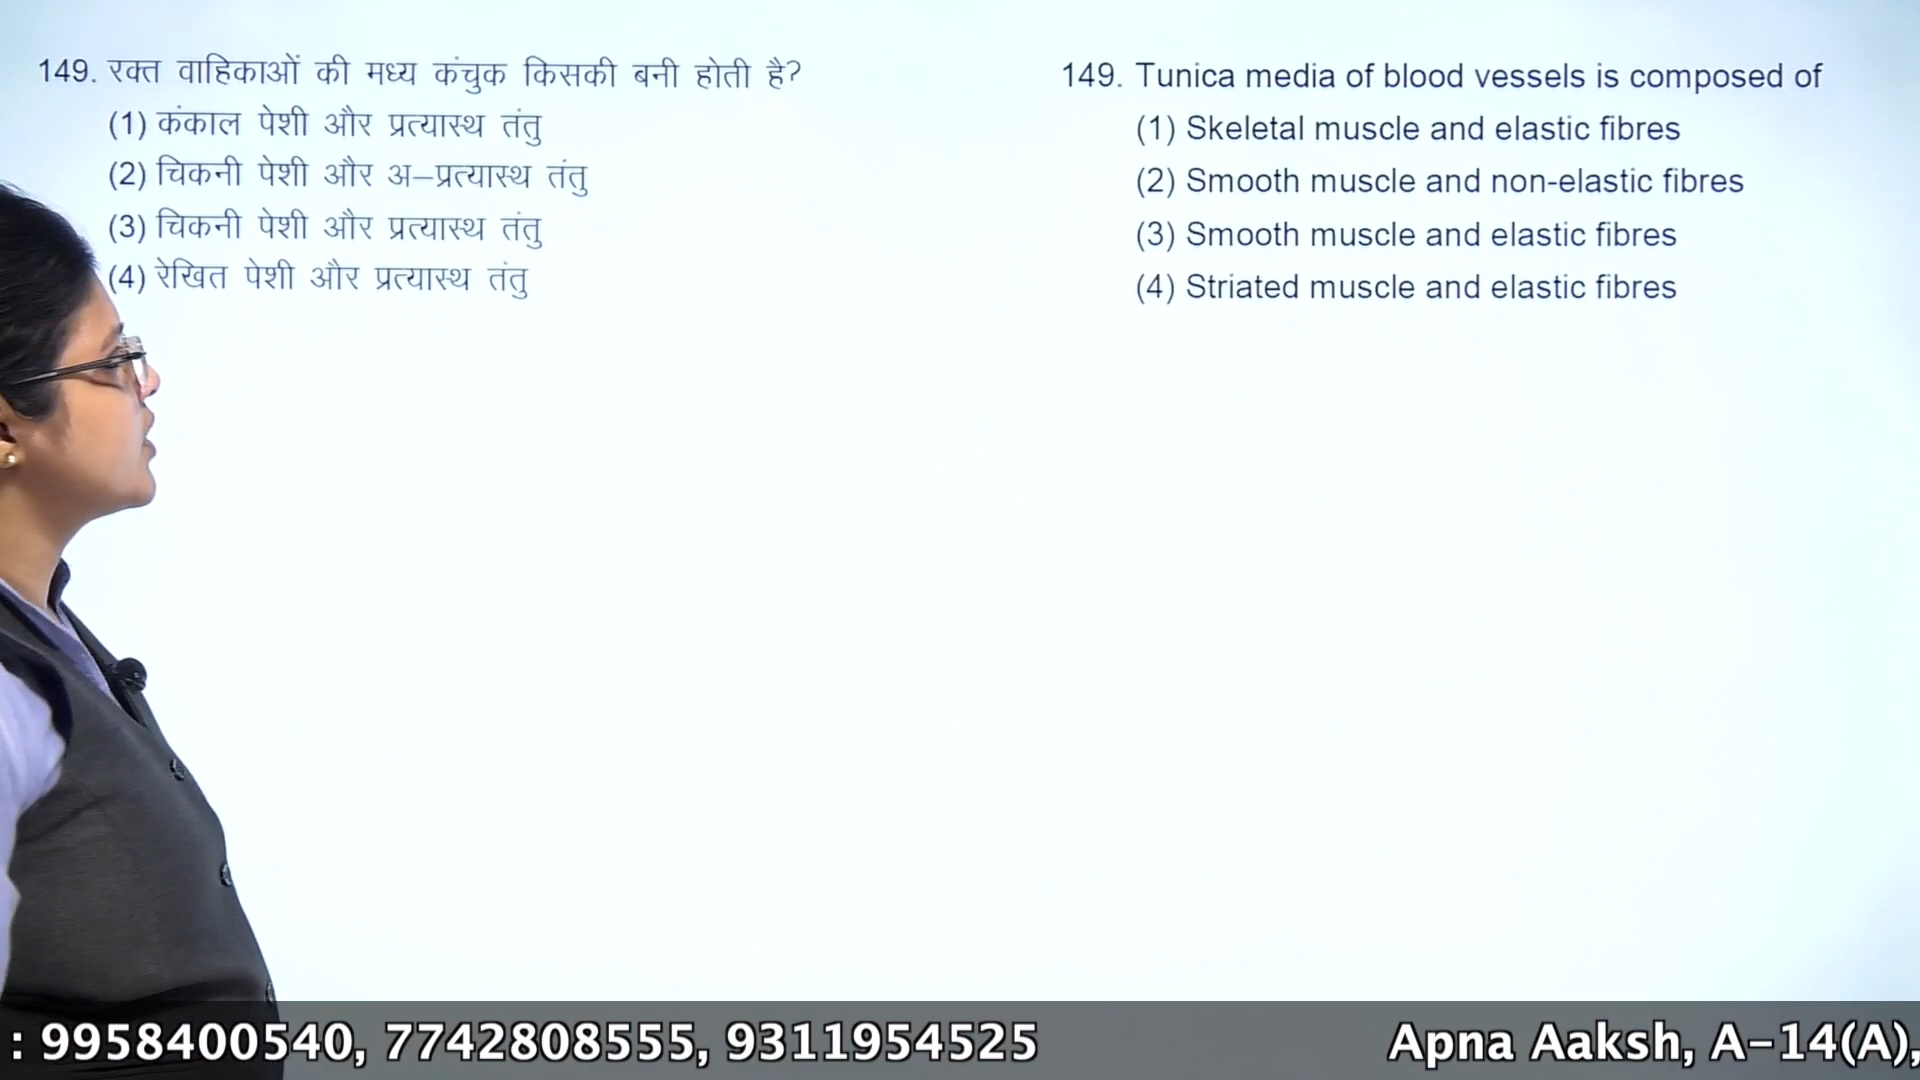 149. रक्त वाहिकाओं की मध्य कंचुक किसकी बनी होती है?
(1) कंकाल पेशी और प्रत्यास्थ तंतु
(2) चिकनी पेशी और अ–प्रत्यास्थ तंतु
(3) चिकनी पेशी और प्रत्यास्थ तंतु
(4) रेखित पेशी और प्रत्यास्थ तंतु
149. Tunica media of blood vessels is composed of
(1) Skeletal muscle and elastic fibres
(2) Smooth muscle and non-elastic fibres
(3) Smooth muscle and elastic fibres
(4) Striated muscle and elastic fibres
: 9958400540, 7742808555, 9311954525 Apna Aaksh, A-14(A),